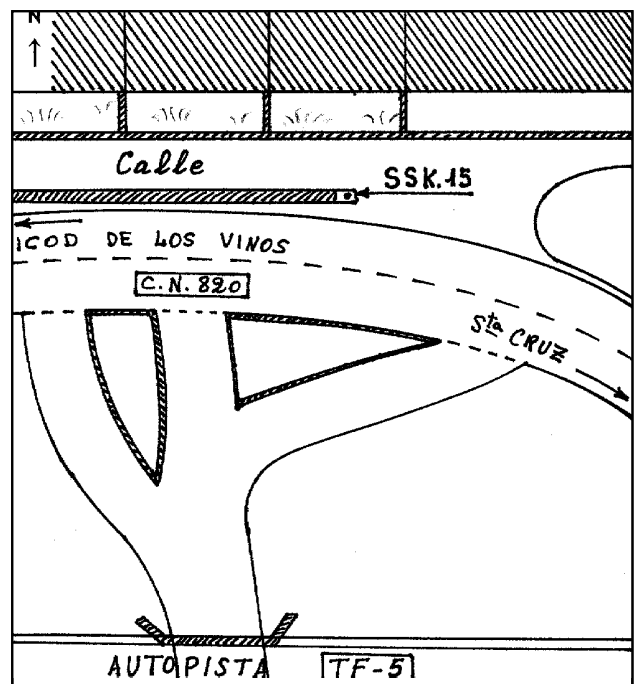 N
Calle
SSK.15
ICOD DE LOS VINOS
C.N. 820
Sta CRUZ
AUTOPISTA TF-5